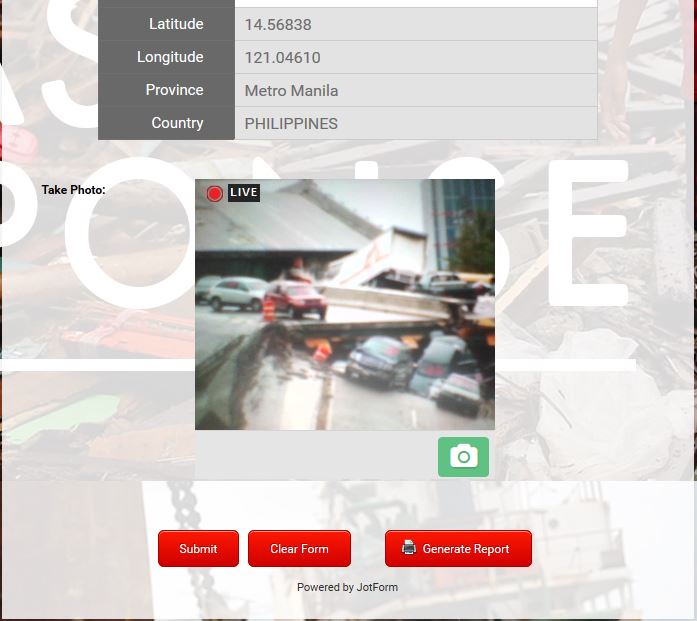 Latitude 14.56838
Longitude 121.04610
Province Metro Manila
Country PHILIPPINES
PONSE
Take Photo:
LIVE
Submit Clear Form Generate Report
Powered by JotForm